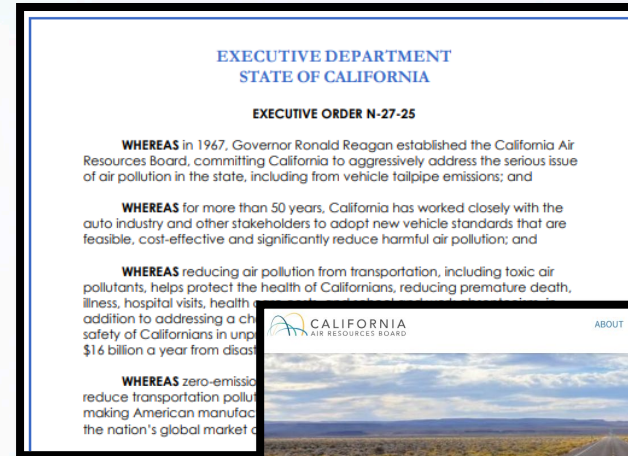 EXECUTIVE DEPARTMENT
STATE OF CALIFORNIA
EXECUTIVE ORDER N-27-25
WHEREAS in 1967, Governor Ronald Reagan established the California Air
Resources Board, committing California to aggressively address the serious issue
of air pollution in the state, including from vehicle tailpipe emissions; and
WHEREAS for more than 50 years, California has worked closely with the
auto industry and other stakeholders to adopt new vehicle standards that are
feasible, cost-effective and significantly reduce harmful air pollution; and
WHEREAS reducing air pollution from transportation, including toxic air
pollutants, helps protect the health of Californians, reducing premature death,
illness, hospital visits, health
addition to addressing a
safety of Californians in
$16 billion a year from
WHEREAS
reduce transportation
making American
the nation's global market
CALIFORNIA
AIR RESOURCES BOARD
ABOUT